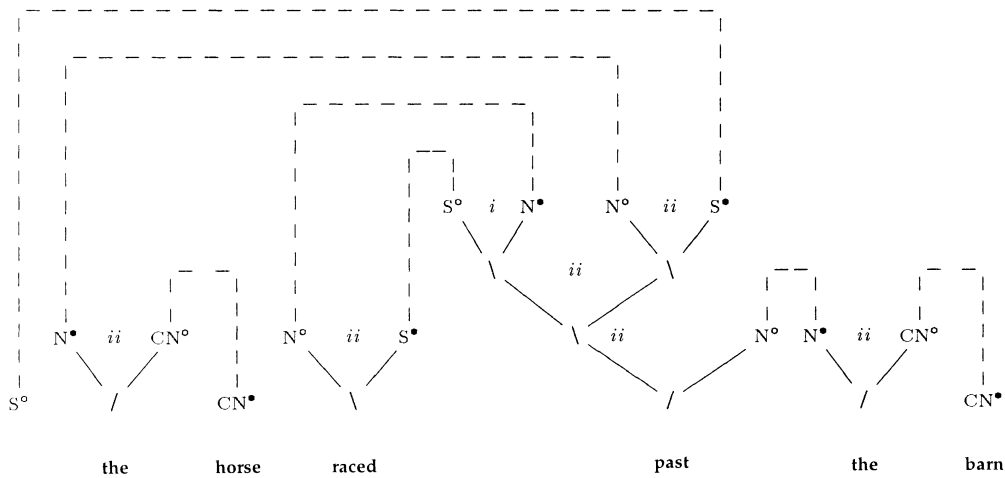 S° i N• N° ii S•
\ ii \
N• ii CN° N° ii S• \ ii N° N• ii CN°
S° / CN• \ / / CN•
the horse raced past the barn